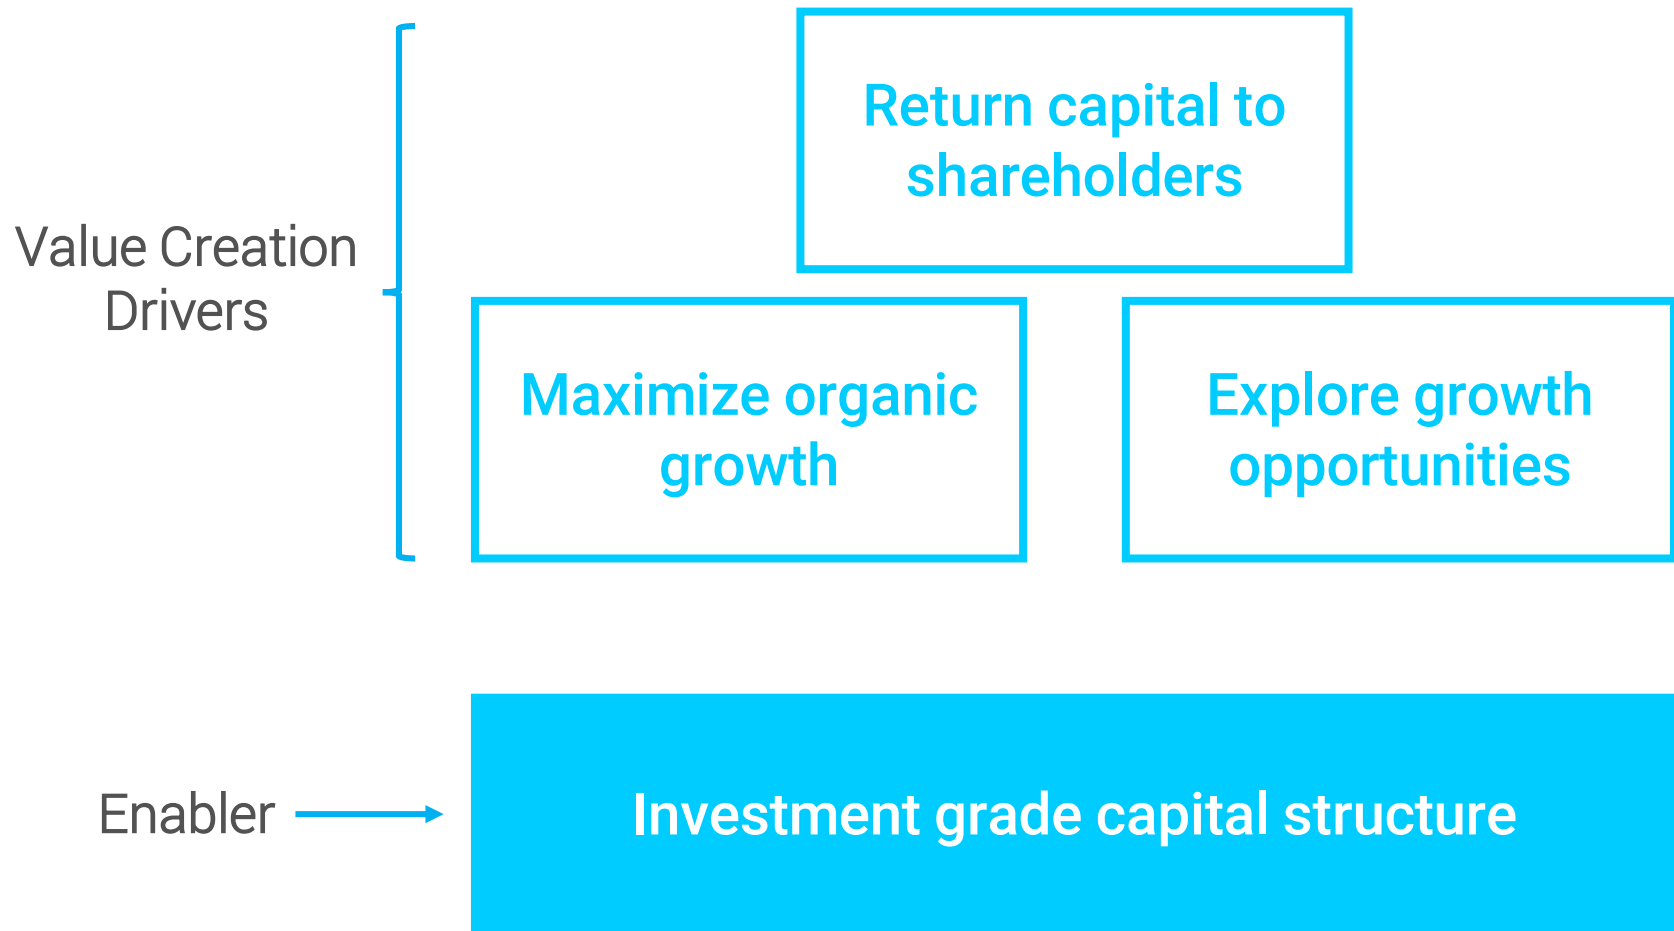 Return capital to
shareholders
Value Creation
Drivers
Maximize organic
growth
Explore growth
opportunities
Enabler
Investment grade capital structure